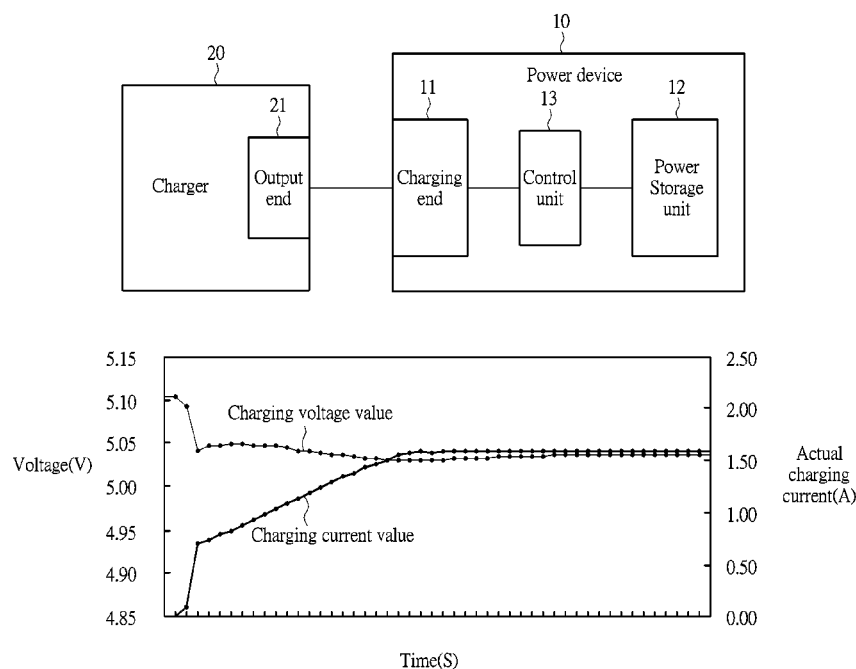 10
20
Power device
11
12
21
13
Charger
Output
end
Charging
end
Control
unit
Power
Storage
unit
5.15
2.50
5.10
Charging voltage value
2.00
5.05
Voltage(V)
5.00
1.50
Actual
charging
current(A)
4.95
Charging current value
1.00
4.90
0.50
4.85
0.00
Time(S)